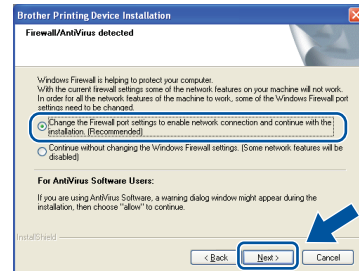 Brother Printing Device Installation
Firewall/AntiVirus detected
Windows Firewall is helping to protect your computer.
With the current firewall settings some of the network features on your machine will not work.
In order for all the network features of the machine to work, some of the Windows Firewall port
settings need to be changed.
Change the Firewall port settings to enable network connection and continue with the
installation. (Recommended)
Continue without changing the Windows Firewall settings. (Some network features will be
disabled)
For AntiVirus Software Users:
If you are using AntiVirus Software, a warning dialog window might appear during the
installation, then choose "allow" to continue.
InstallShield
< Back
Next >
Cancel